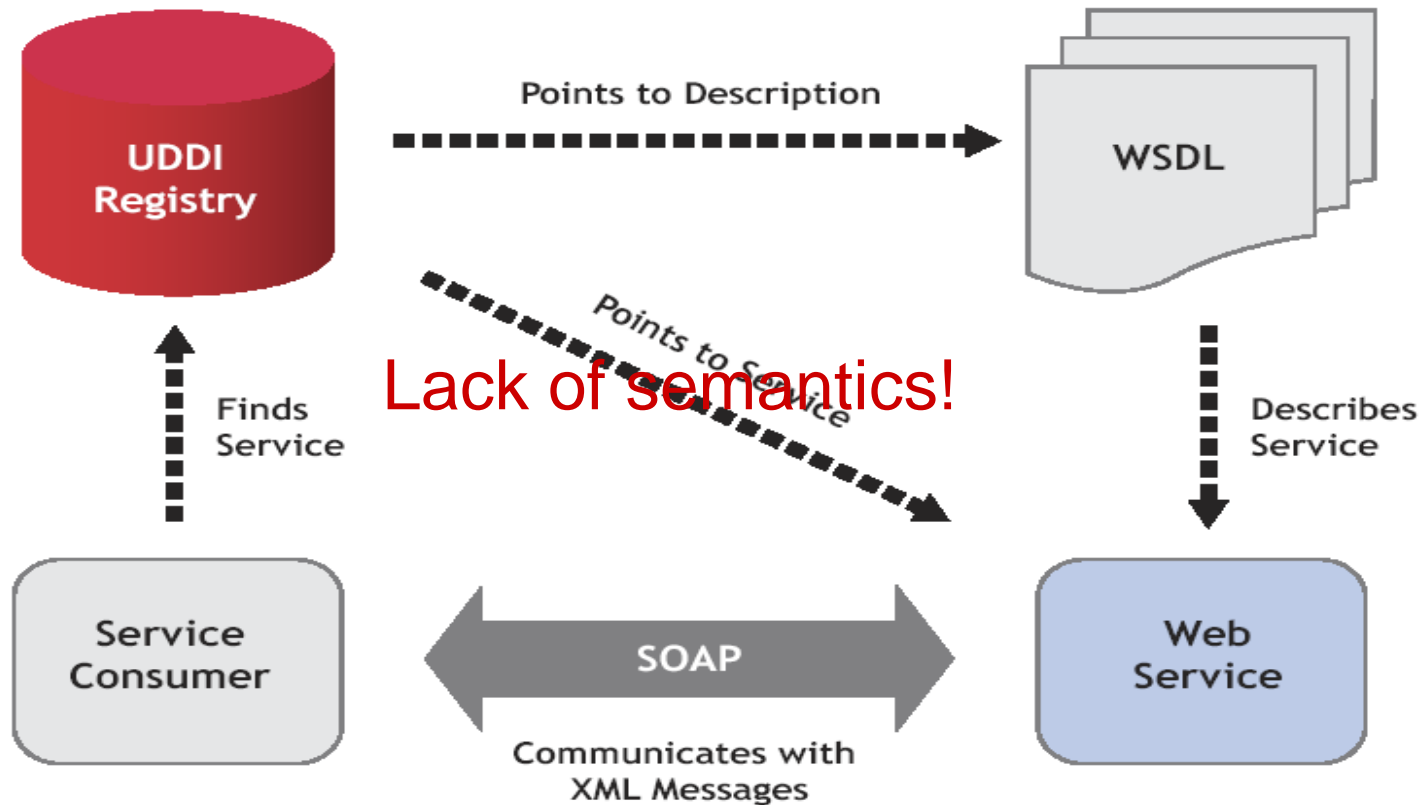 Points to Description
UDDI
Registry
WSDL
Points to Service
Lack of semantics!
Finds
Service
Describes
Service
Service
Consumer
SOAP
Web
Service
Communicates with
XML Messages